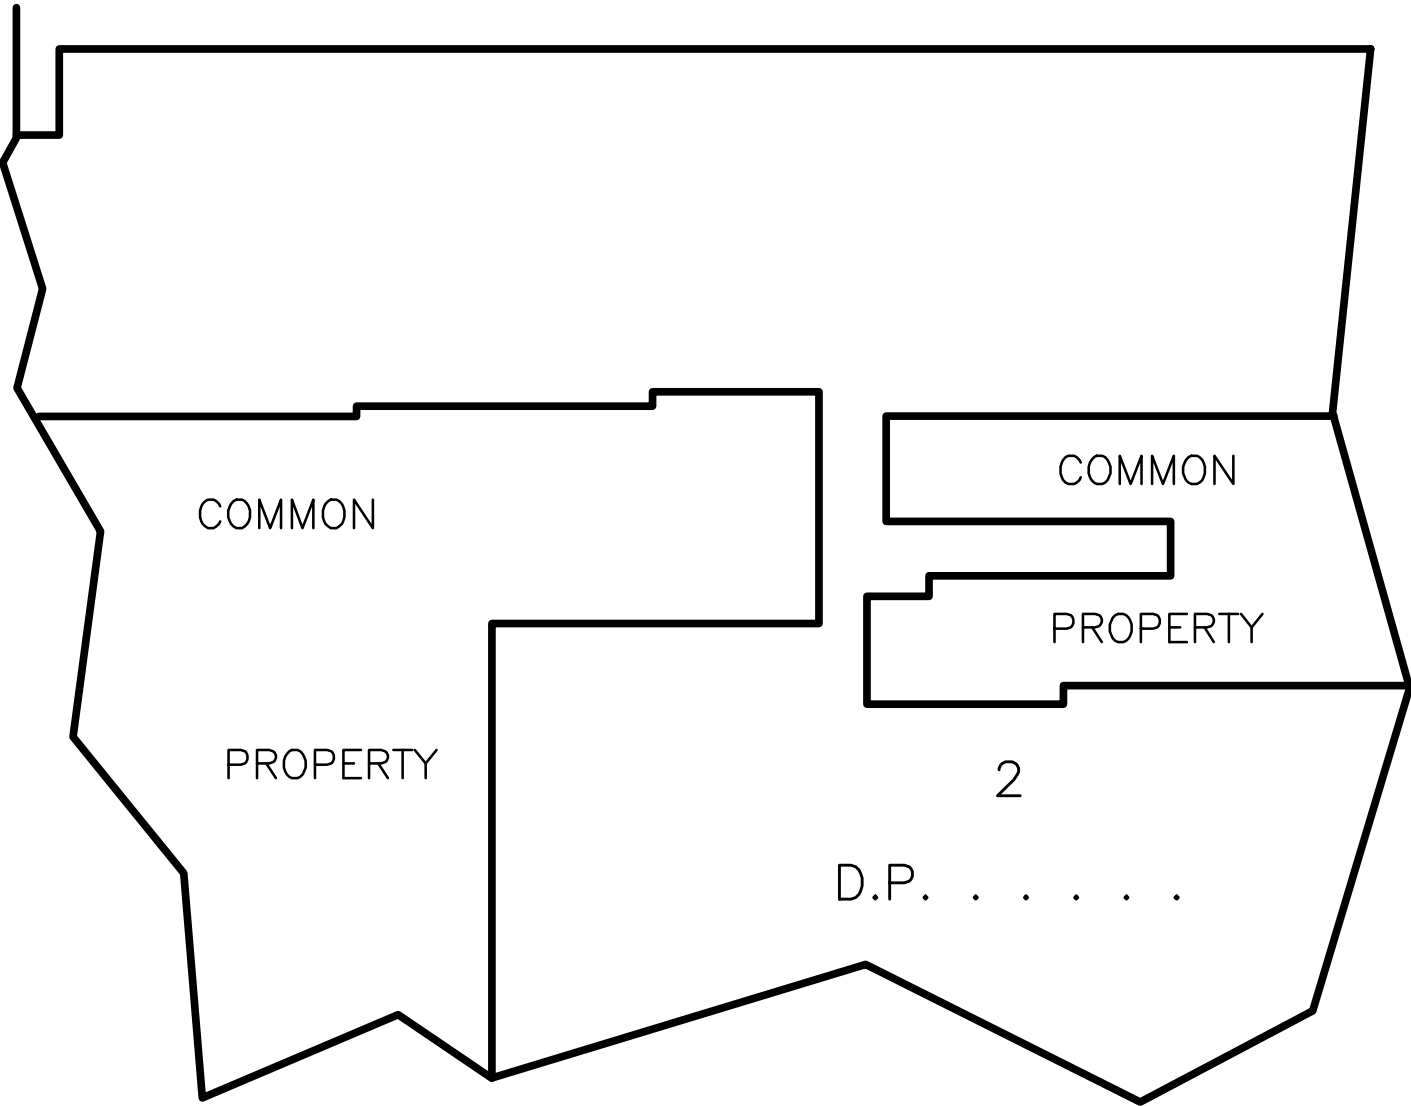 COMMON
PROPERTY
COMMON
PROPERTY
2
D.P. . . . . .